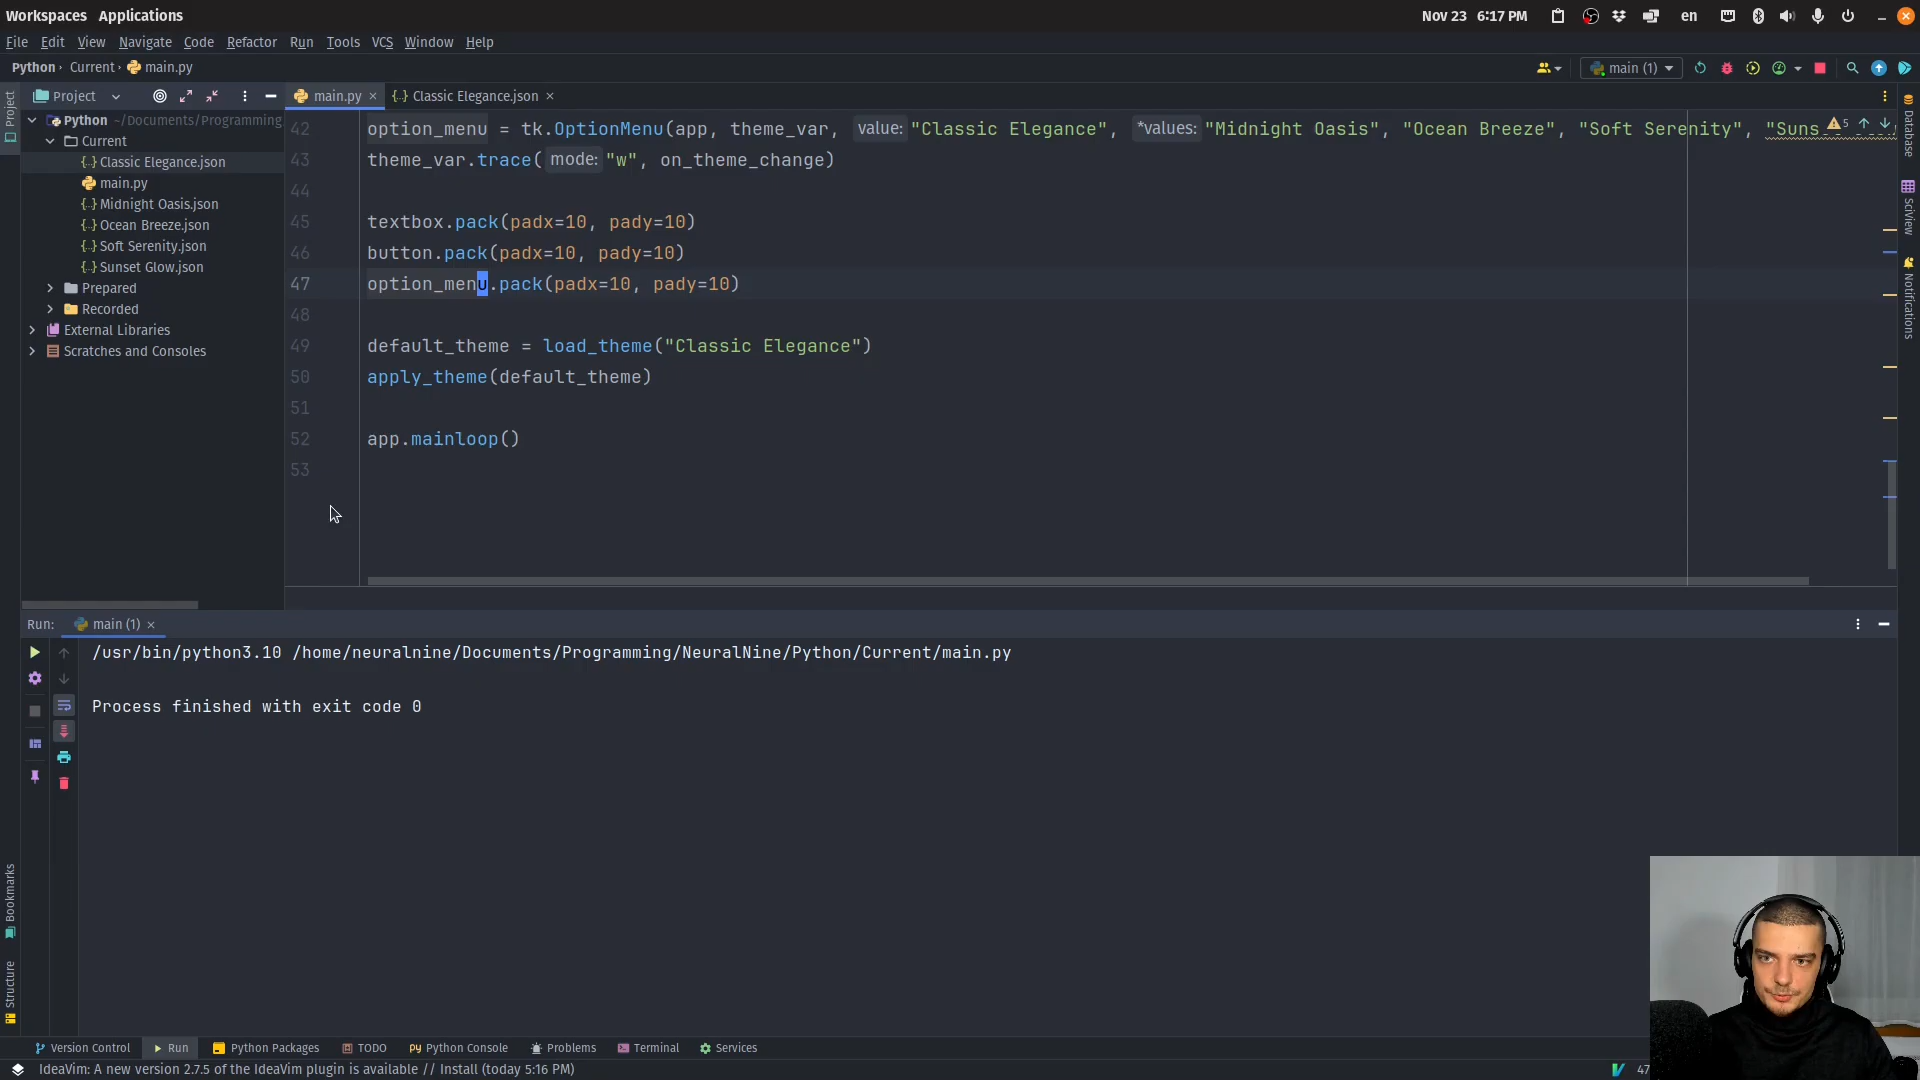 Workspaces Applications Nov 23 6:17 PM en
File Edit View Navigate Code Refactor Run Tools VCS Window Help
Python Current main.py main (1)
Project main.py Classic Elegance.json
Project
Python ~/Documents/Programming
Current
Classic Elegance.json
main.py
Midnight Oasis.json
Ocean Breeze.json
Soft Serenity.json
Sunset Glow.json
Prepared
Recorded
External Libraries
Scratches and Consoles
42 option_menu = tk.OptionMenu(app, theme_var, value: "Classic Elegance", *values: "Midnight Oasis", "Ocean Breeze", "Soft Serenity", "Suns 5
43 theme_var.trace( mode: "w", on_theme_change)
44
45 textbox.pack(padx=10, pady=10)
46 button.pack(padx=10, pady=10)
47 option_menu.pack(padx=10, pady=10)
48
49 default_theme = load_theme("Classic Elegance")
50 apply_theme(default_theme)
51
52 app.mainloop()
53
Database
SciView
Notifications
Run: main (1)
/usr/bin/python3.10 /home/neuralnine/Documents/Programming/NeuralNine/Python/Current/main.py
Process finished with exit code 0
Bookmarks
Structure
Version Control Run Python Packages TODO Python Console Problems Terminal Services
IdeaVim: A new version 2.7.5 of the IdeaVim plugin is available // Install (today 5:16 PM) 47